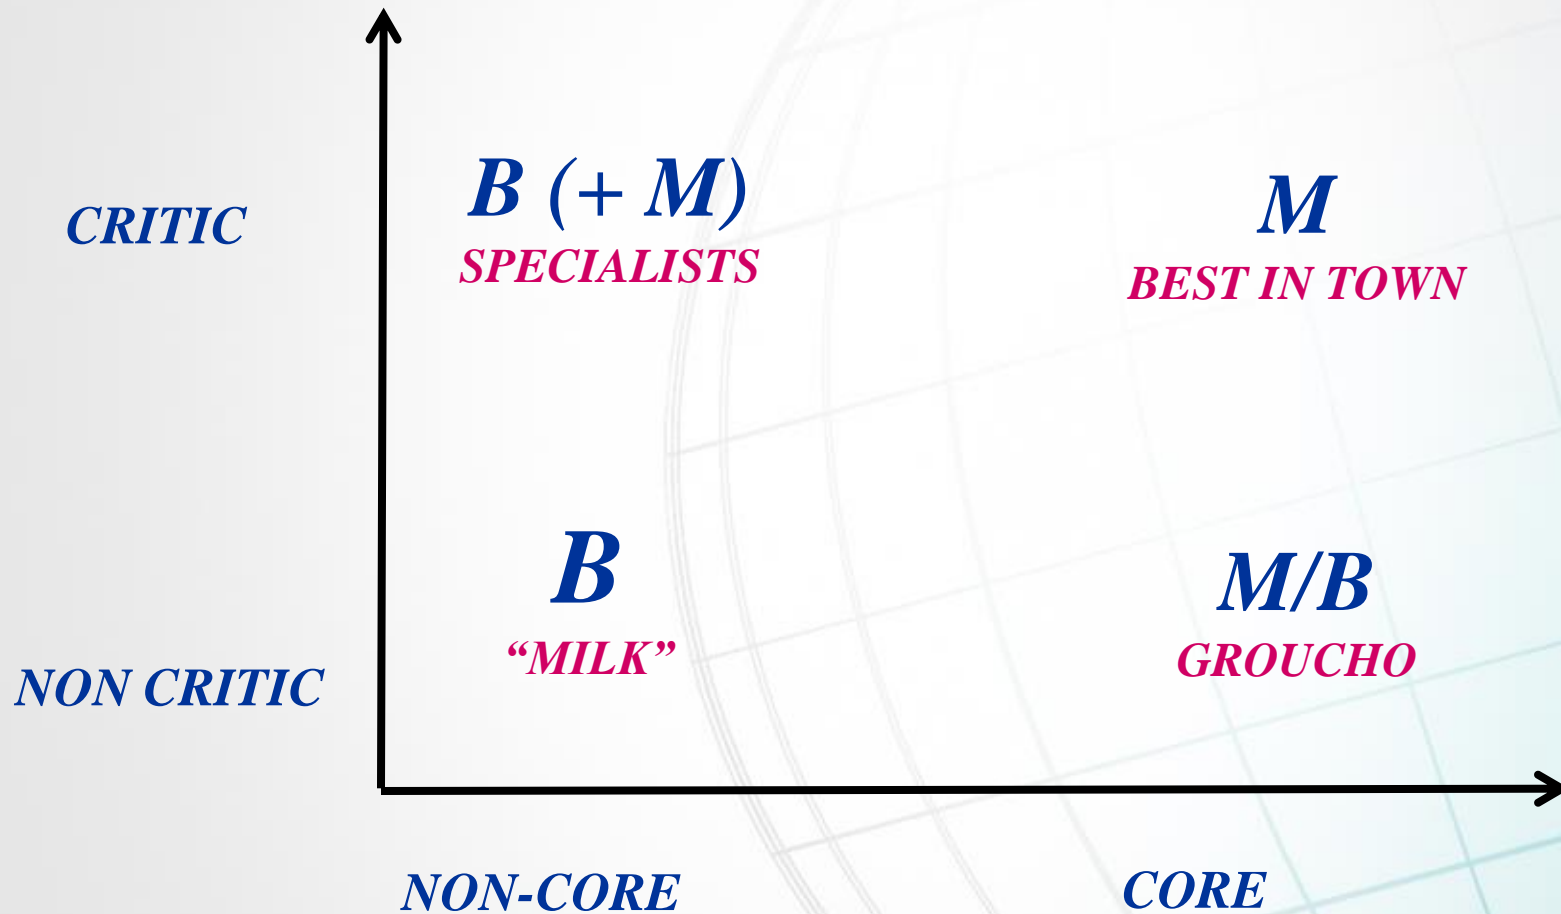 CRITIC
B (+ M)
SPECIALISTS
M
BEST IN TOWN
NON CRITIC
B
“MILK”
M/B
GROUCHO
NON-CORE
CORE